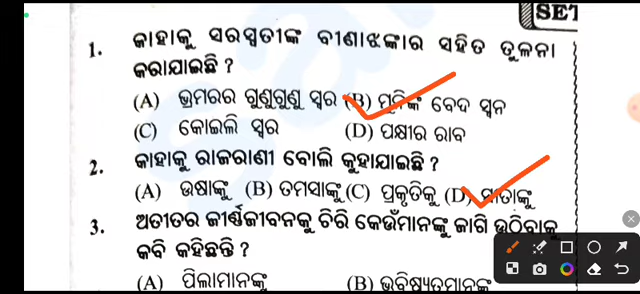 SET
1. କାହାକୁ ସରସ୍ୱତୀଙ୍କ ବୀଣାଝଙ୍କାର ସହିତ ତୁଳନା
କରାଯାଇଛି ?
(A) ଭ୍ରମରର ଗୁଣୁଗୁଣୁ ସ୍ୱର (B) ମୁନିଙ୍କ ବେଦ ସ୍ୱନ
(C) କୋଇଲି ସ୍ୱର (D) ପକ୍ଷୀର ରାବ
2. କାହାକୁ ରାଜରାଣୀ ବୋଲି କୁହାଯାଇଛି ?
(A) ଉଷାଙ୍କୁ (B) ତମସାଙ୍କୁ (C) ପ୍ରକୃତିକୁ (D) ସୀତାଙ୍କୁ
3. ଅତୀତର ଜୀର୍ଣ୍ଣଜୀବନକୁ ଚିରି କେଉଁମାନଙ୍କୁ ଜାଗି ଉଠିବାକୁ
କବି କହିଛନ୍ତି ?
(A) ପିଲାମାନଙ୍କୁ (B) ଭବିଷ୍ୟତମାନଙ୍କୁ